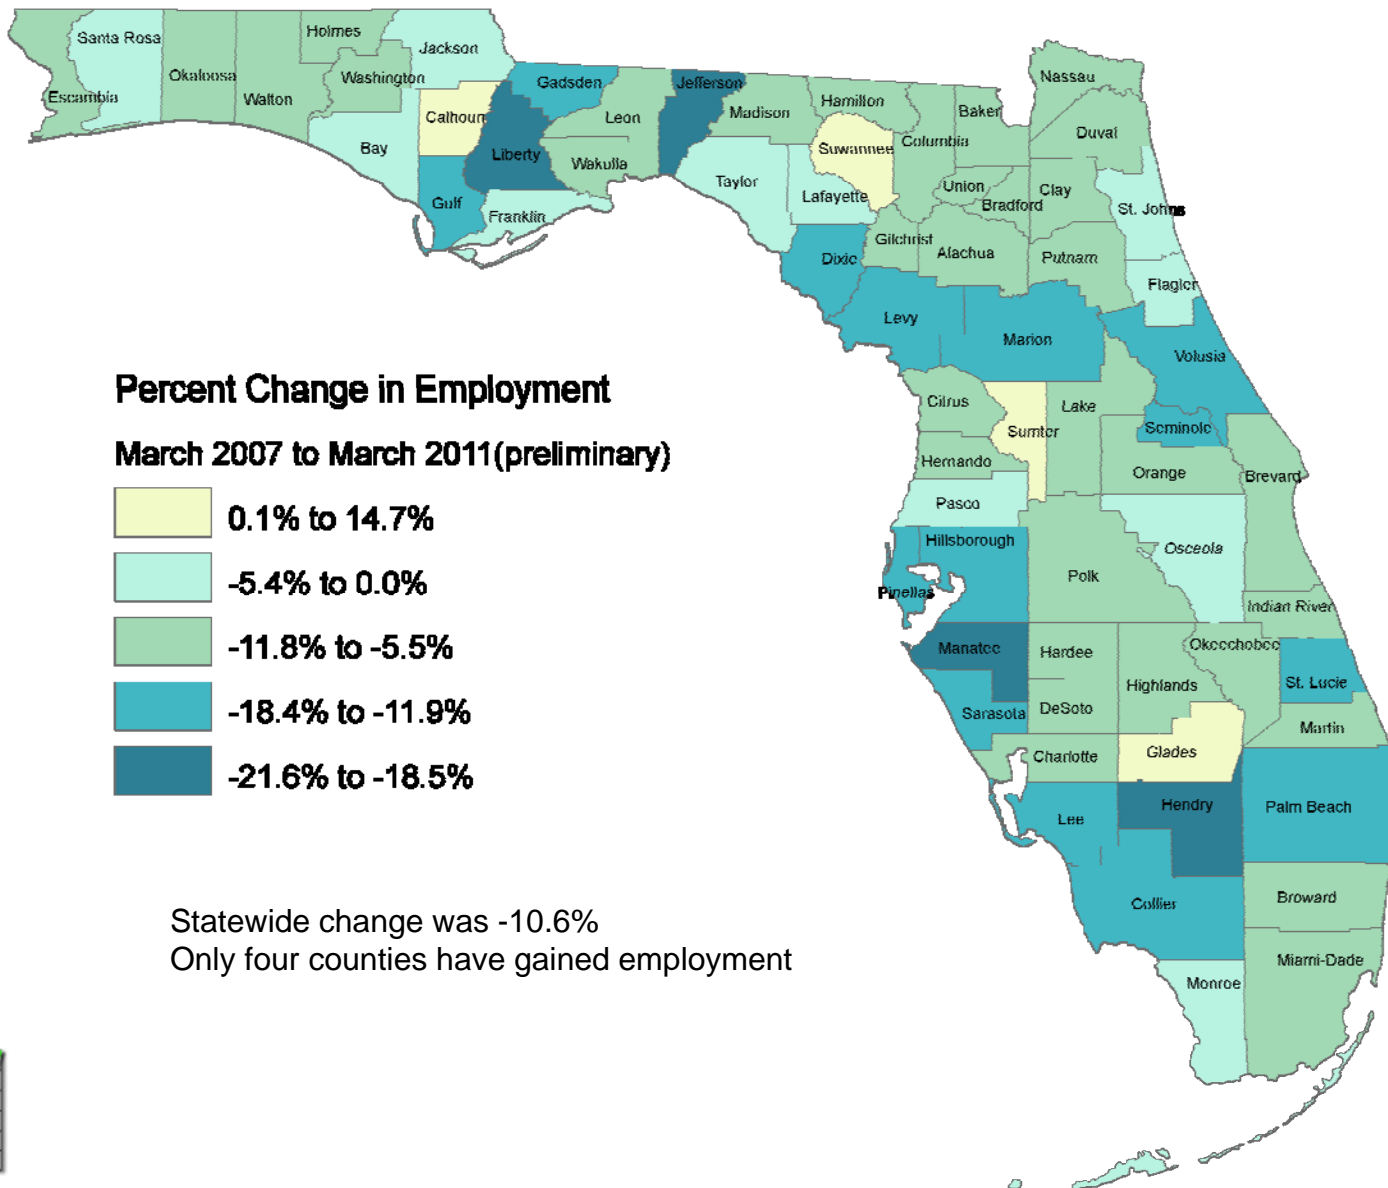 Santa Rosa
Holmes
Jackson
Okaloosa
Washington
Escambia
Walton
Gadsden
Jefferson
Calhoun
Leon
Madison
Hamilton
Baker
Nassau
Duval
Bay
Liberty
Wakulla
Suwannee
Columbia
Taylor
Lafayette
Union
Bradford
Clay
St. Johns
Gulf
Franklin
Gilchrist
Alachua
Putnam
Dixie
Flagler
Levy
Marion
Volusia
Percent Change in Employment
Citrus
Sumter
Lake
Seminole
March 2007 to March 2011(preliminary)
Hernando
Orange
Brevard
0.1% to 14.7%
Pasco
Hillsborough
Osceola
-5.4% to 0.0%
Pinellas
Polk
Indian River
-11.8% to -5.5%
Manatee
Hardee
Okeechobee
Highlands
St. Lucie
-18.4% to -11.9%
Sarasota
DeSoto
Martin
-21.6% to -18.5%
Charlotte
Glades
Lee
Hendry
Palm Beach
Collier
Broward
Statewide change was -10.6%
Only four counties have gained employment
Miami-Dade
Monroe